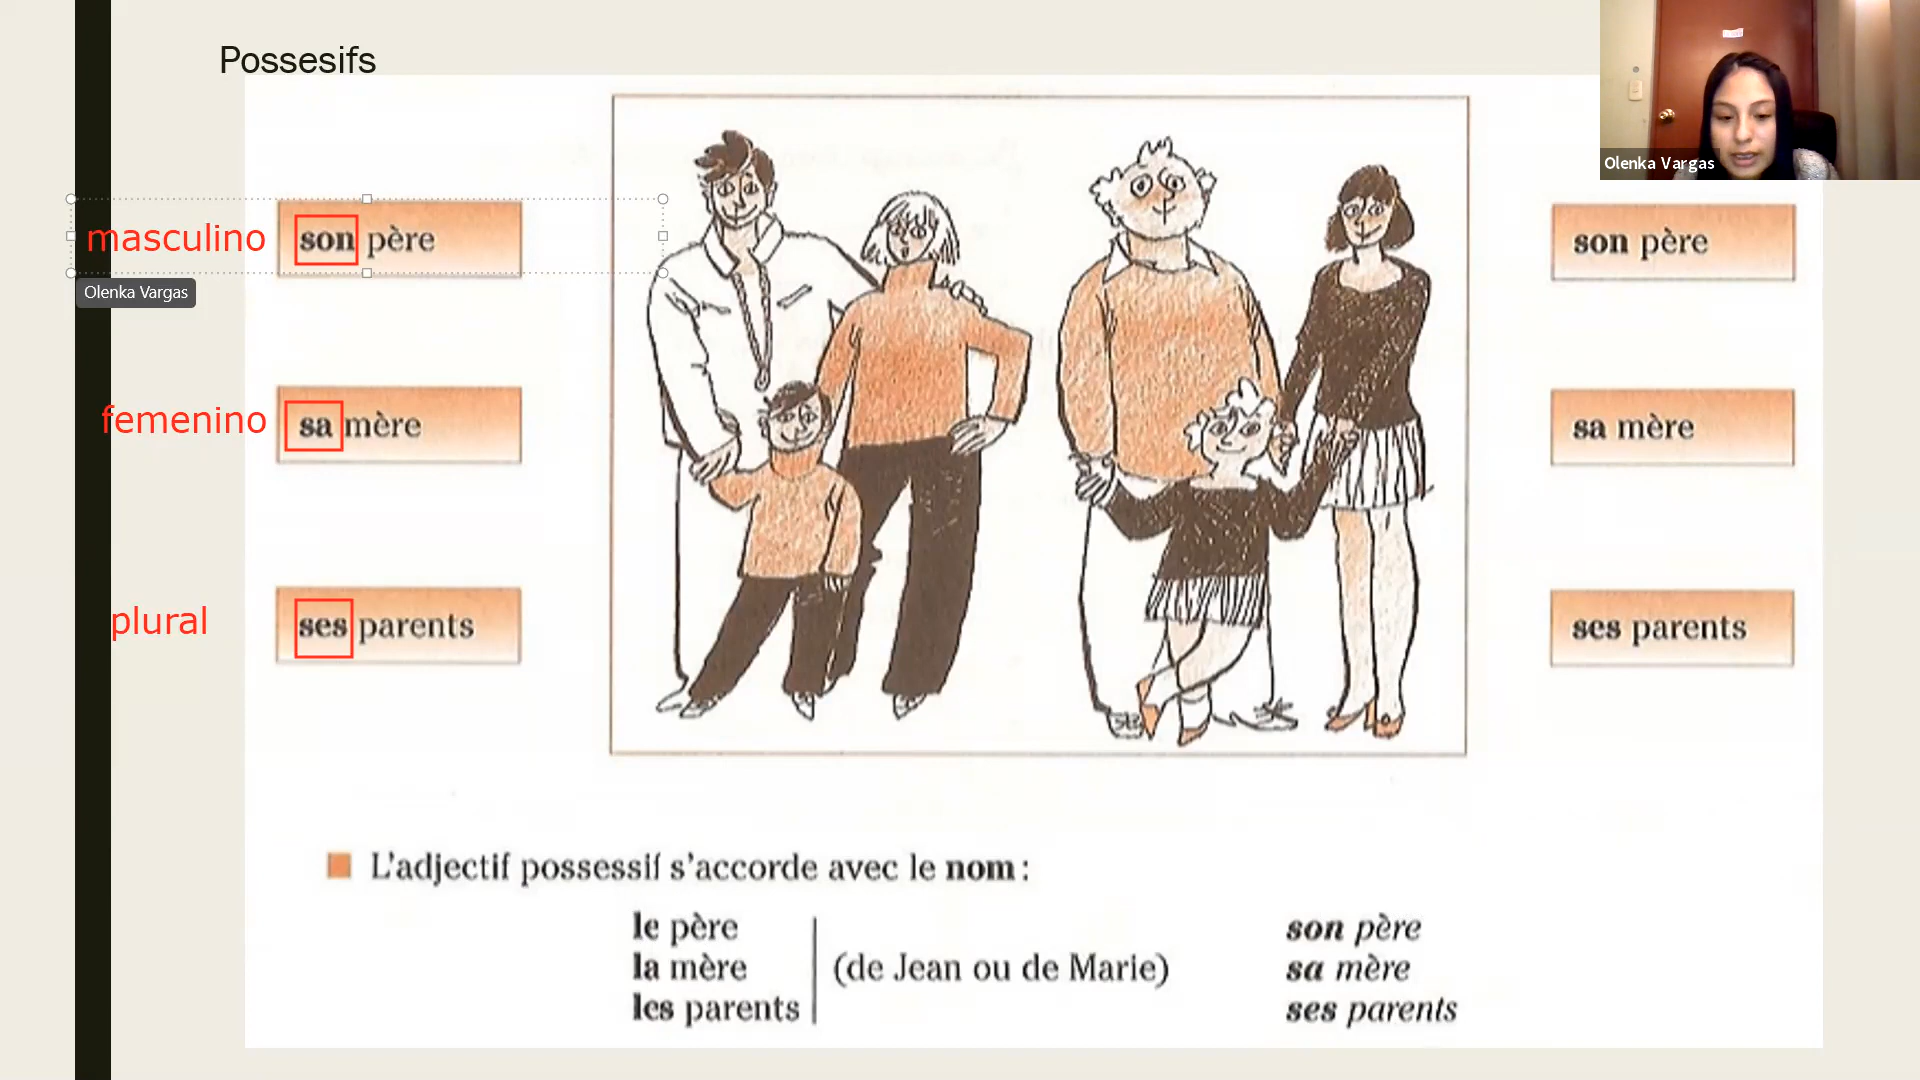 Possesifs
Olenka Vargas
masculino
son père
son père
Olenka Vargas
femenino
sa mère
sa mère
plural
ses parents
ses parents
L'adjectif possessif s'accorde avec le nom :
le père
son père
la mère
(de Jean ou de Marie)
sa mère
les parents
ses parents